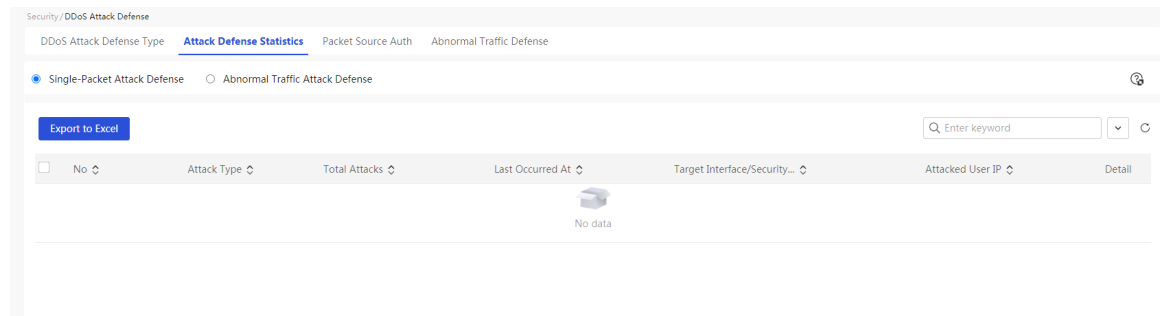 Security / DDoS Attack Defense
DDoS Attack Defense Type Attack Defense Statistics Packet Source Auth Abnormal Traffic Defense
Single-Packet Attack Defense Abnormal Traffic Attack Defense
Export to Excel Enter keyword
No Attack Type Total Attacks Last Occurred At Target Interface/Security... Attacked User IP Detail
No data